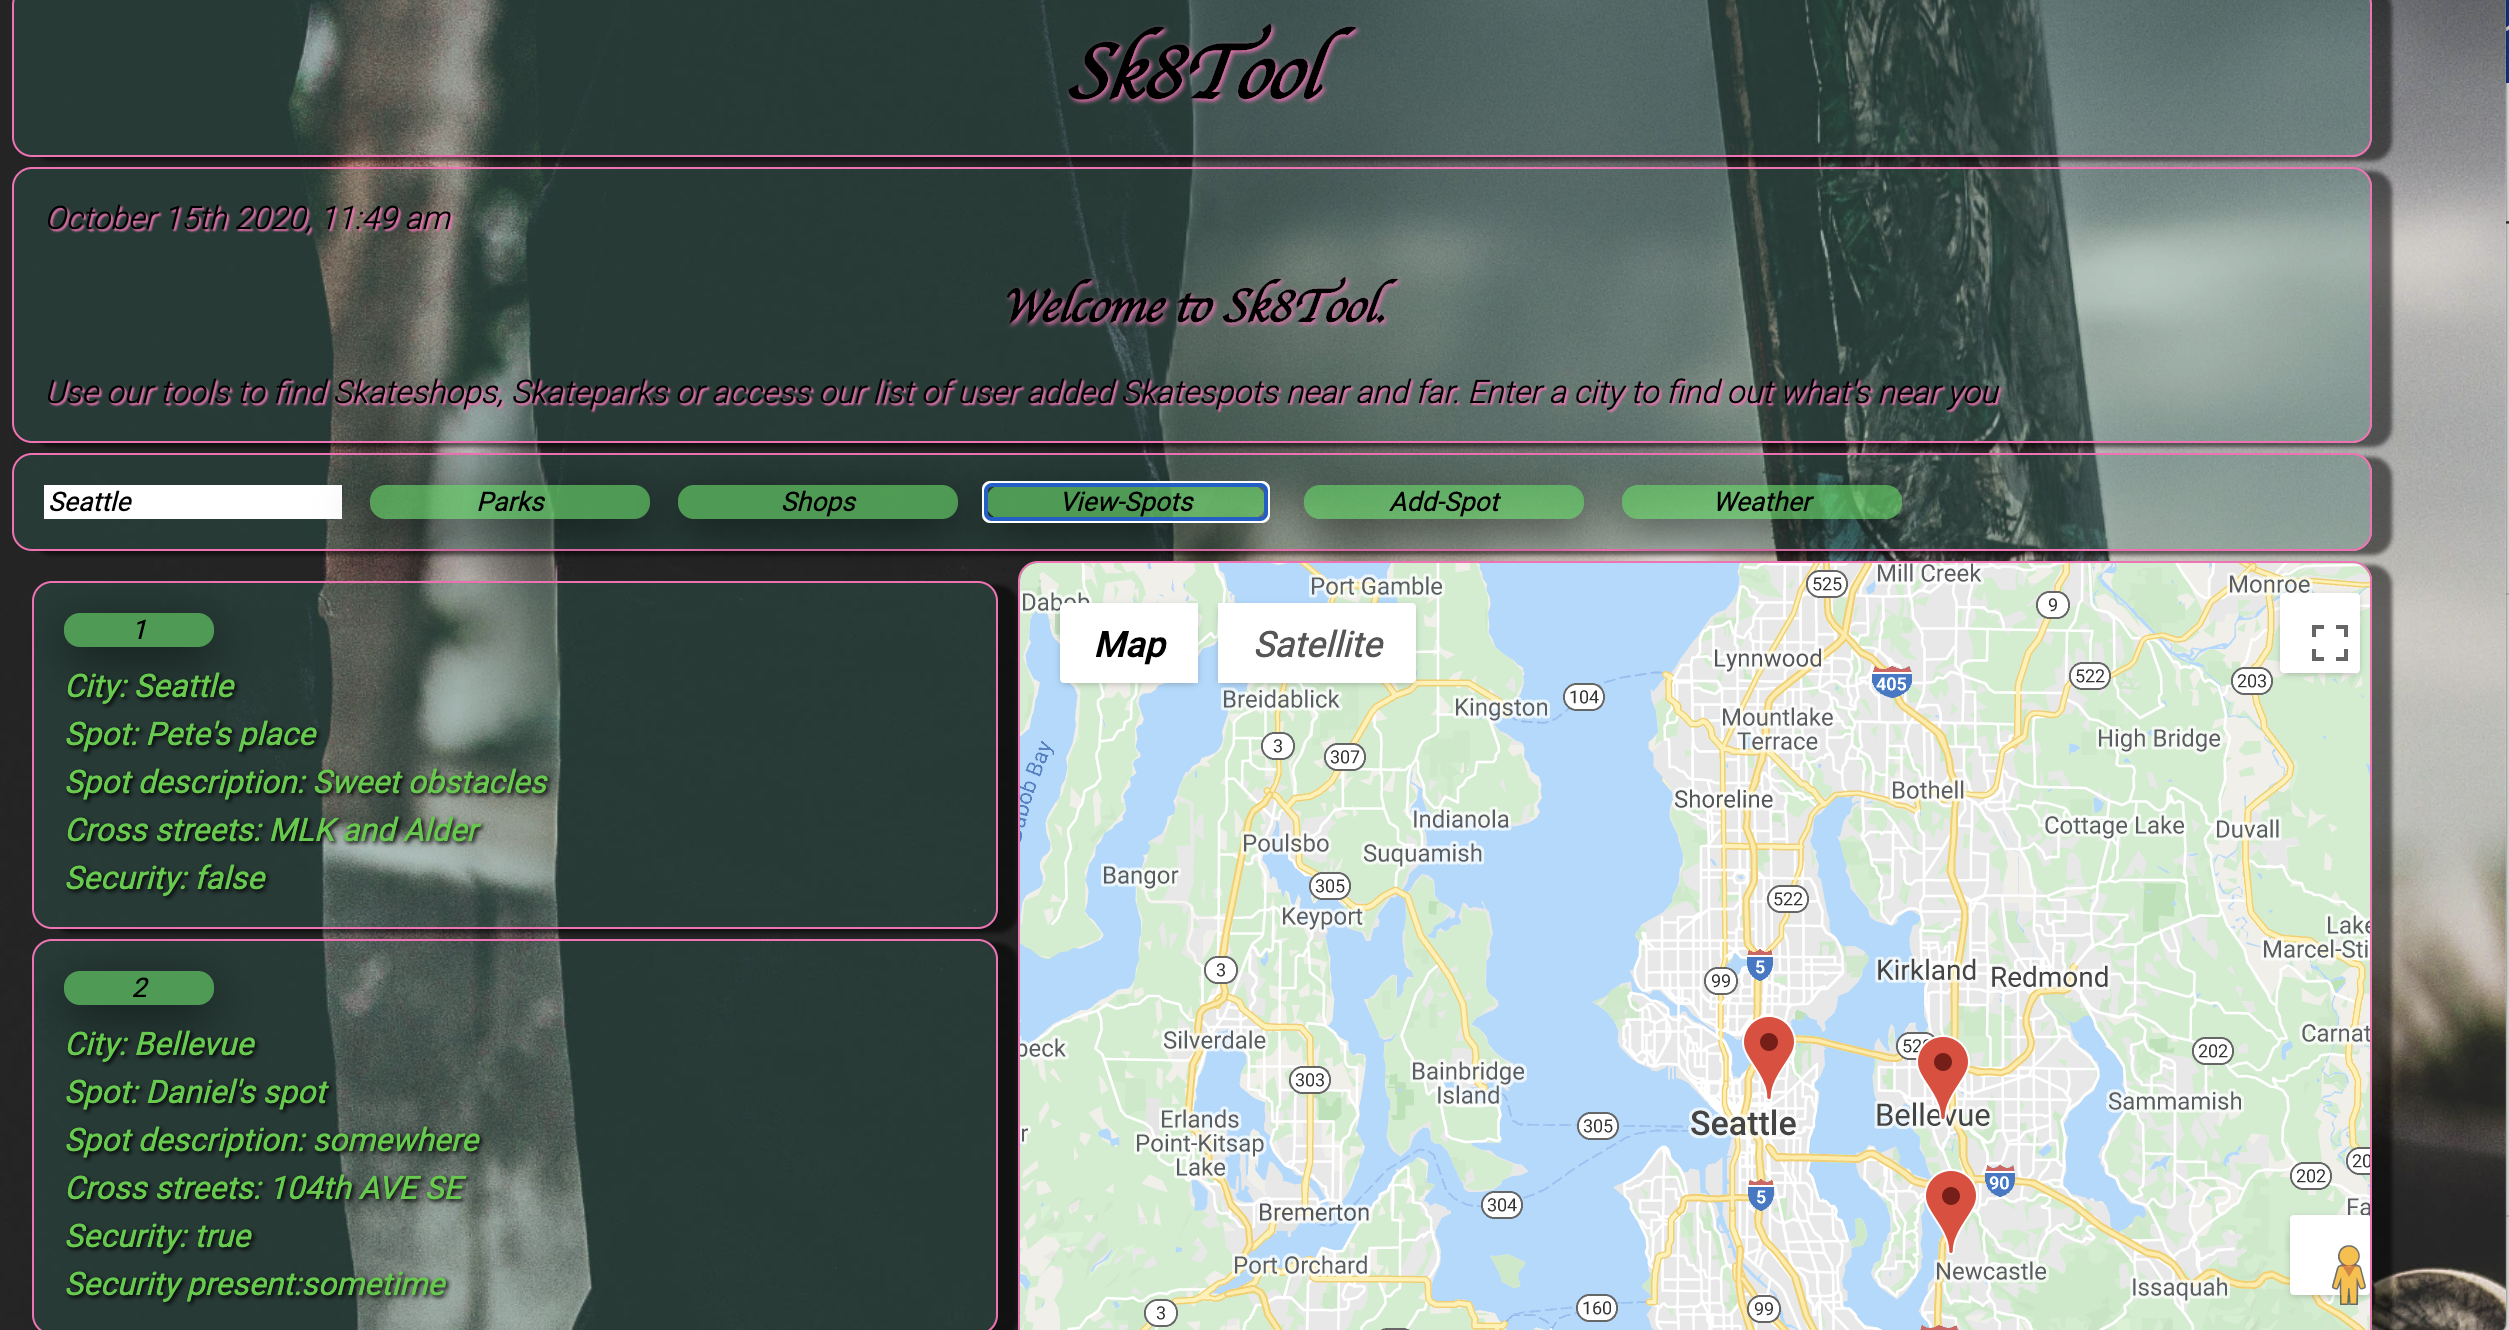 Sk8Tool
October 15th 2020, 11:49 am
Welcome to Sk8Tool.
Use our tools to find Skateshops, Skateparks or access our list of user added Skatespots near and far. Enter a city to find out what's near you
Seattle Parks Shops View-Spots Add-Spot Weather
1
City: Seattle
Spot: Pete's place
Spot description: Sweet obstacles
Cross streets: MLK and Alder
Security: false
2
City: Bellevue
Spot: Daniel's spot
Spot description: somewhere
Cross streets: 104th AVE SE
Security: true
Security present:sometime
Map Satellite
Port Gamble
Mill Creek
525
Monroe
9
Dabob
Lynnwood
405
522
203
Breidablick
Kingston
104
Mountlake
Terrace
High Bridge
3
307
Shoreline
Bothell
Indianola
Cottage Lake
Duvall
Poulsbo
Suquamish
Bangor
305
522
Keyport
Lake
Marcel-Sti
3
99
5
Kirkland
Redmond
Silverdale
Carnat
beck
202
303
Bainbridge
Island
Sammamish
Erlands
Point-Kitsap
Lake
Seattle
305
Bellevue
202
5
90
304
Bremerton
Newcastle
Port Orchard
Issaquah
3
160
99